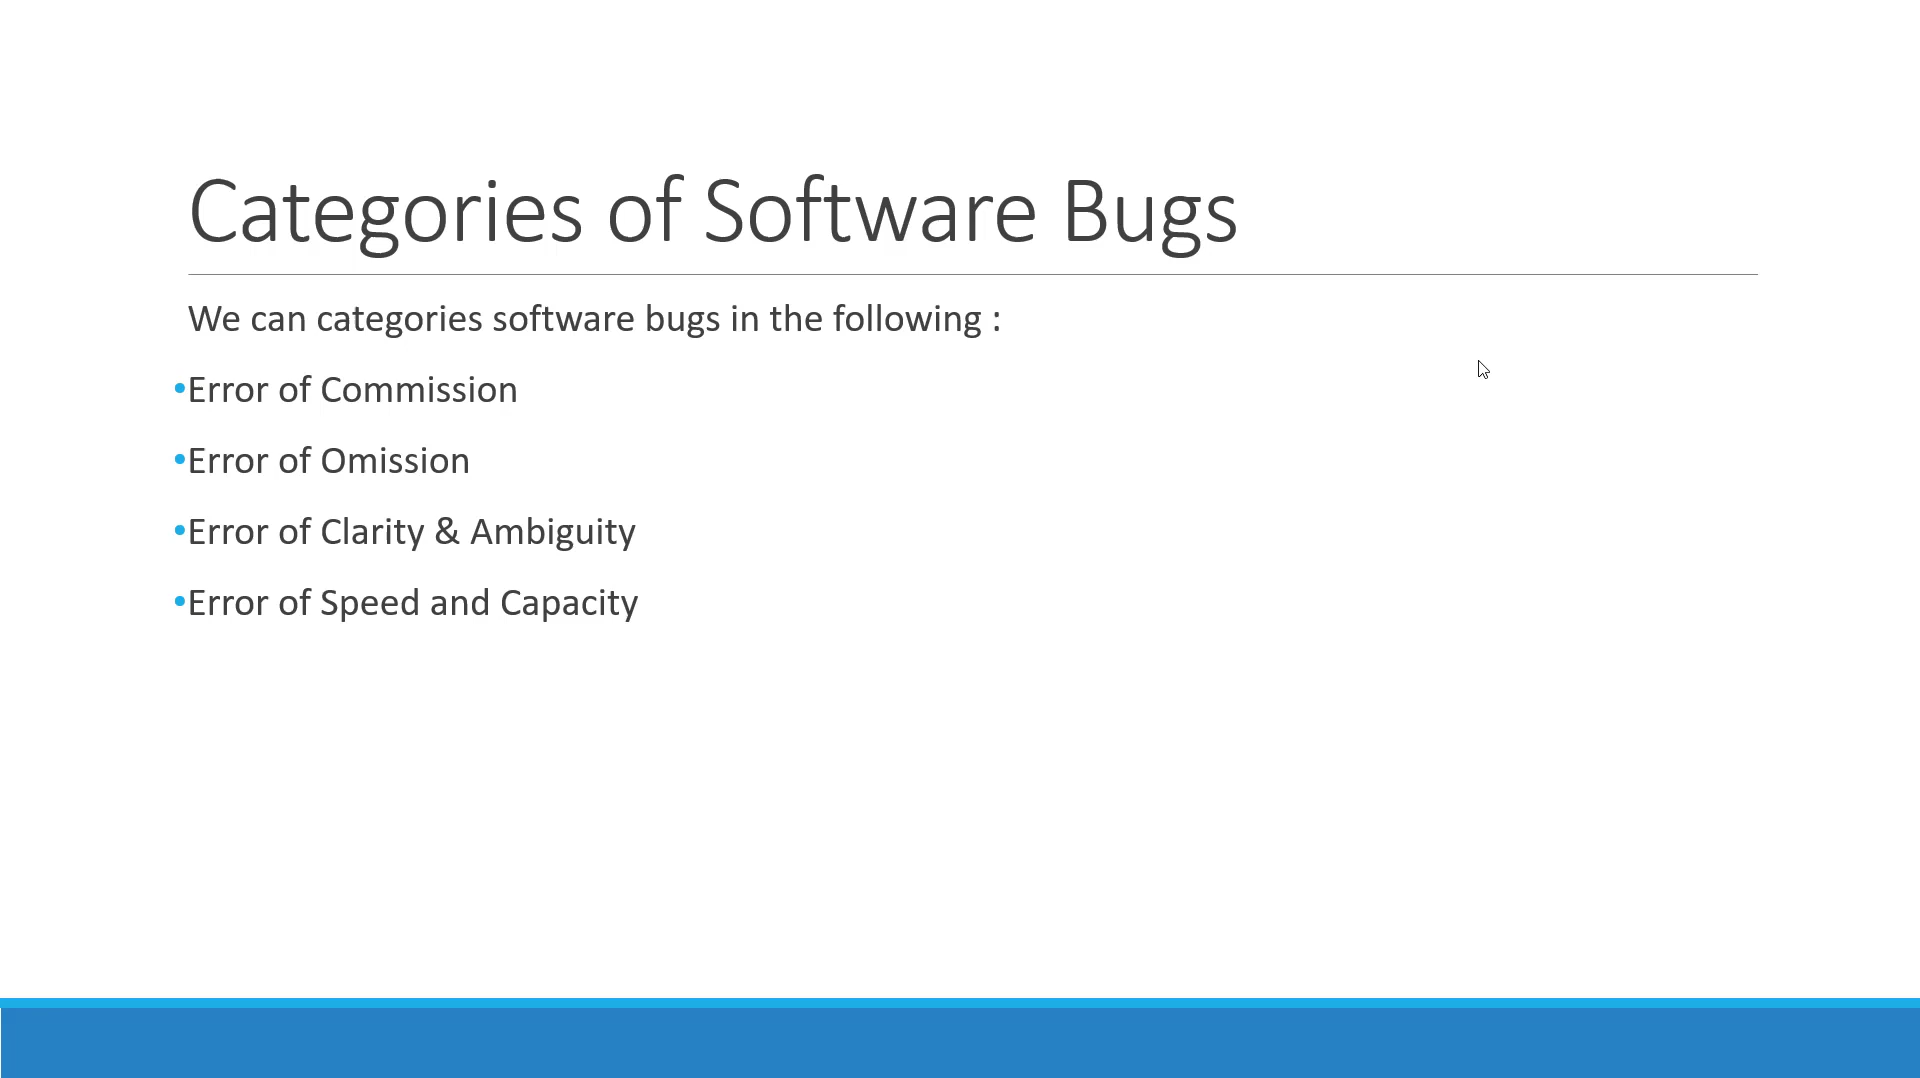 Categories of Software Bugs
We can categories software bugs in the following :
•Error of Commission
•Error of Omission
•Error of Clarity & Ambiguity
•Error of Speed and Capacity